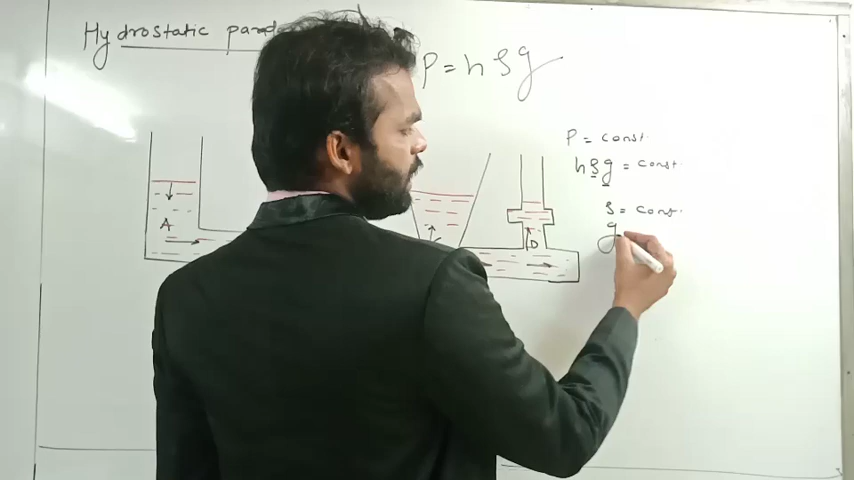 Hydrostatic
P = hρg
P = const.
hρg = const.
ρ = const.
g
A
D